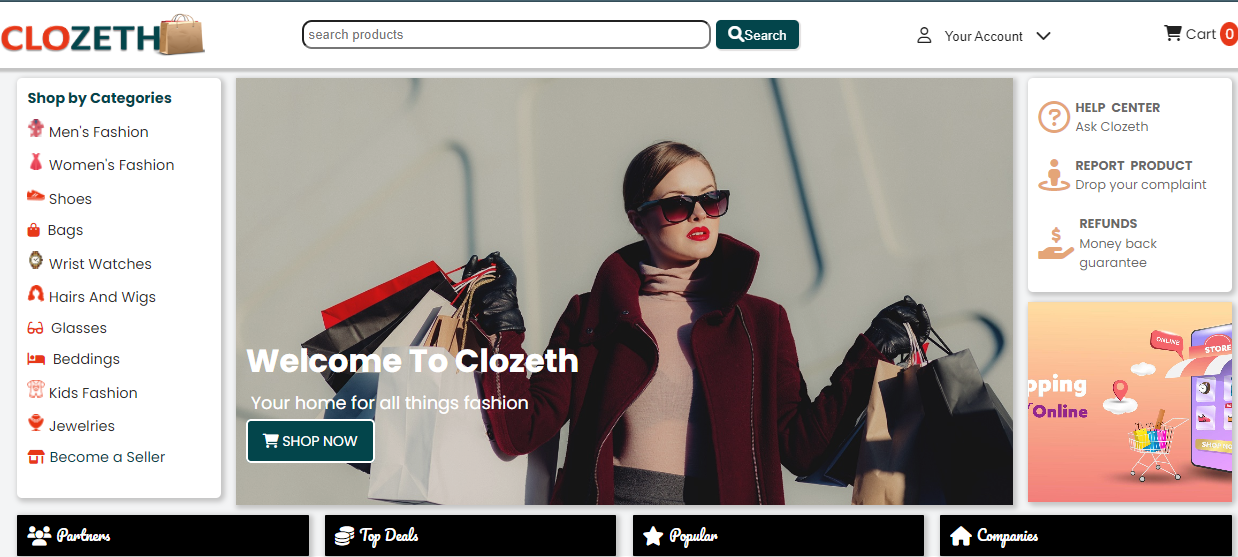 CLOZETH
search products
Search
Your Account
Cart 0
Shop by Categories
Men's Fashion
Women's Fashion
Shoes
Bags
Wrist Watches
Hairs And Wigs
Glasses
Beddings
Kids Fashion
Jewelries
Become a Seller
Welcome To Clozeth
Your home for all things fashion
SHOP NOW
HELP CENTER
Ask Clozeth
REPORT PRODUCT
Drop your complaint
REFUNDS
Money back
guarantee
ONLINE
STORE
pping
Online
Partners
Top Deals
Popular
Companies